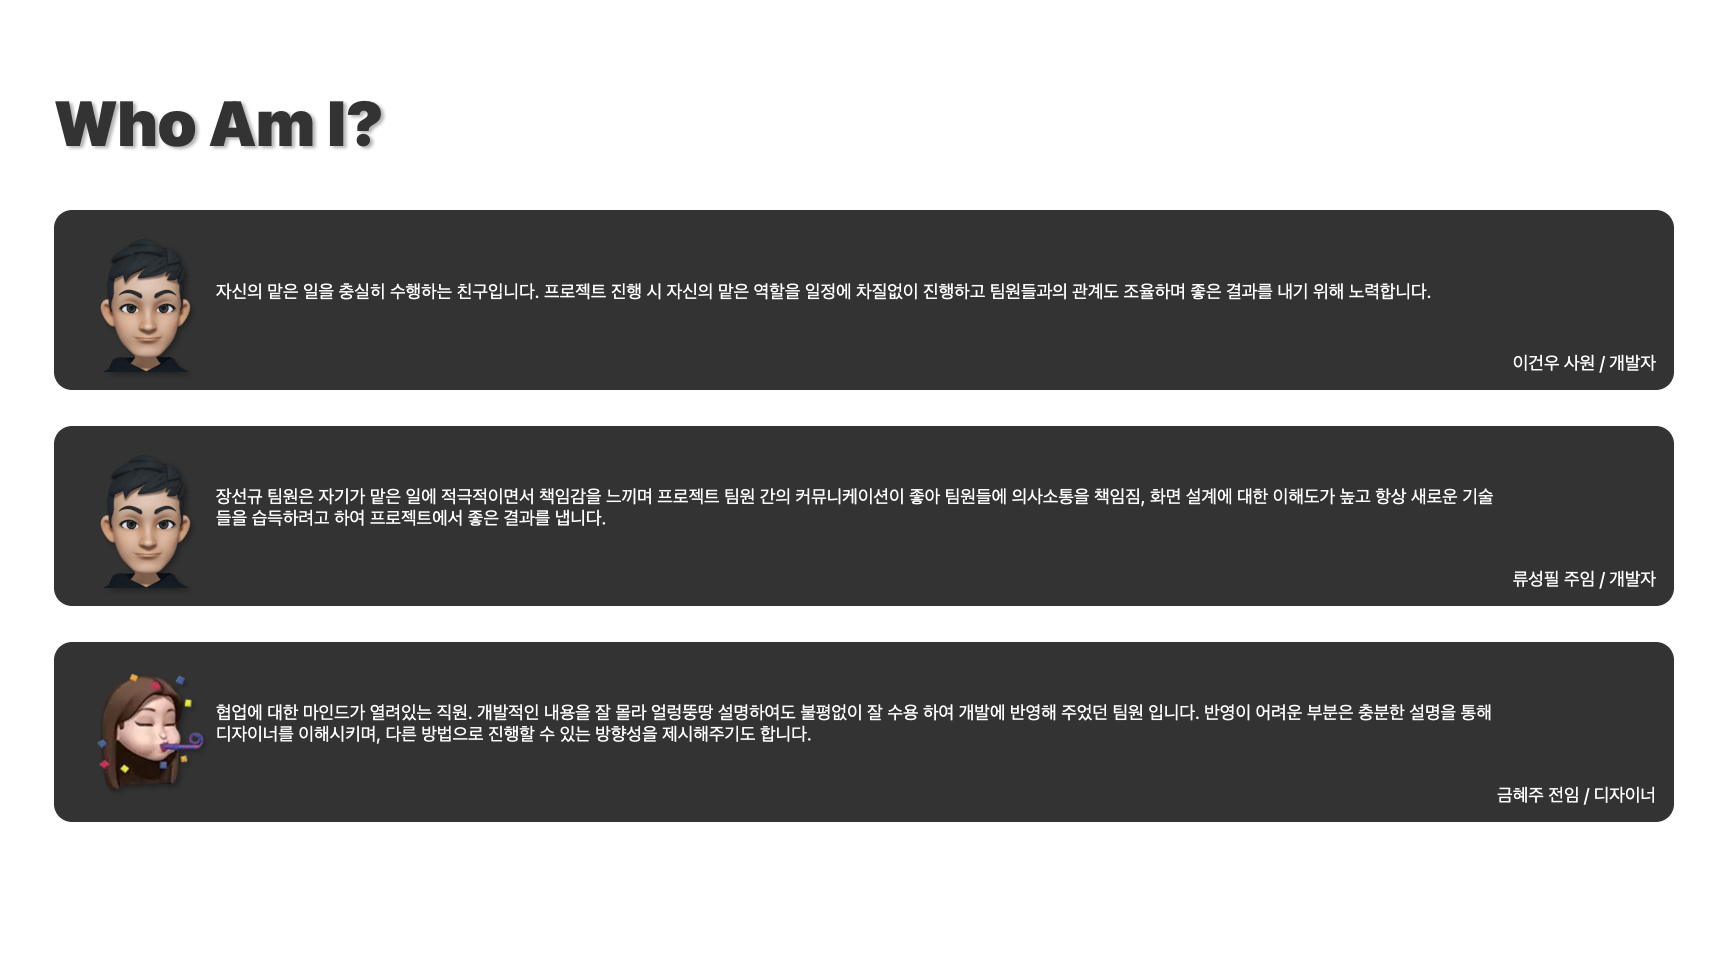 Who Am I?
자신의 맡은 일을 충실히 수행하는 친구입니다. 프로젝트 진행 시 자신의 맡은 역할을 일정에 차질없이 진행하고 팀원들과의 관계도 조율하며 좋은 결과를 내기 위해 노력합니다.
이건우 사원 / 개발자
장선규 팀원은 자기가 맡은 일에 적극적이면서 책임감을 느끼며 프로젝트 팀원 간의 커뮤니케이션이 좋아 팀원들에 의사소통을 책임짐, 화면 설계에 대한 이해도가 높고 항상 새로운 기술
들을 습득하려고 하여 프로젝트에서 좋은 결과를 냅니다.
류성필 주임 / 개발자
협업에 대한 마인드가 열려있는 직원. 개발적인 내용을 잘 몰라 얼렁뚱땅 설명하여도 불평없이 잘 수용 하여 개발에 반영해 주었던 팀원 입니다. 반영이 어려운 부분은 충분한 설명을 통해
디자이너를 이해시키며, 다른 방법으로 진행할 수 있는 방향성을 제시해주기도 합니다.
금혜주 전임 / 디자이너